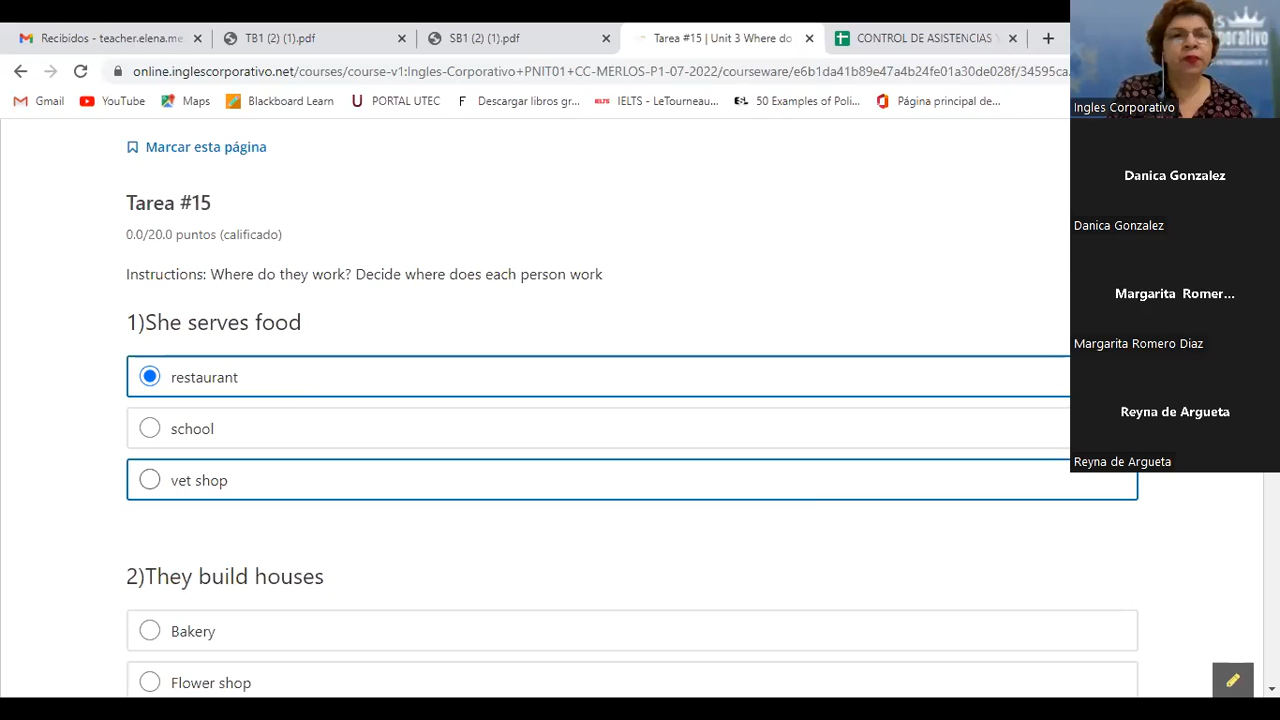 Recibidos - teacher.elena.me
TB1 (2) (1).pdf
SB1 (2) (1).pdf
Tarea #15 | Unit 3 Where do
CONTROL DE ASISTENCIAS
online.inglescorporativo.net/courses/course-v1:Ingles-Corporativo+PNIT01+CC-MERLOS-P1-07-2022/courseware/e6b1da41b89e47a4b24fe01a30de028f/34595ca.
Gmail
YouTube
Maps
Blackboard Learn
PORTAL UTEC
Descargar libros gr...
IELTS - LeTourneau...
50 Examples of Pol...
Página principal de...
Marcar esta página
Tarea #15
0.0/20.0 puntos (calificado)
Instructions: Where do they work? Decide where does each person work
1)She serves food
restaurant
school
vet shop
2)They build houses
Bakery
Flower shop
Ingles Corporativo
Danica Gonzalez
Danica Gonzalez
Margarita Romer...
Margarita Romero Diaz
Reyna de Argueta
Reyna de Argueta